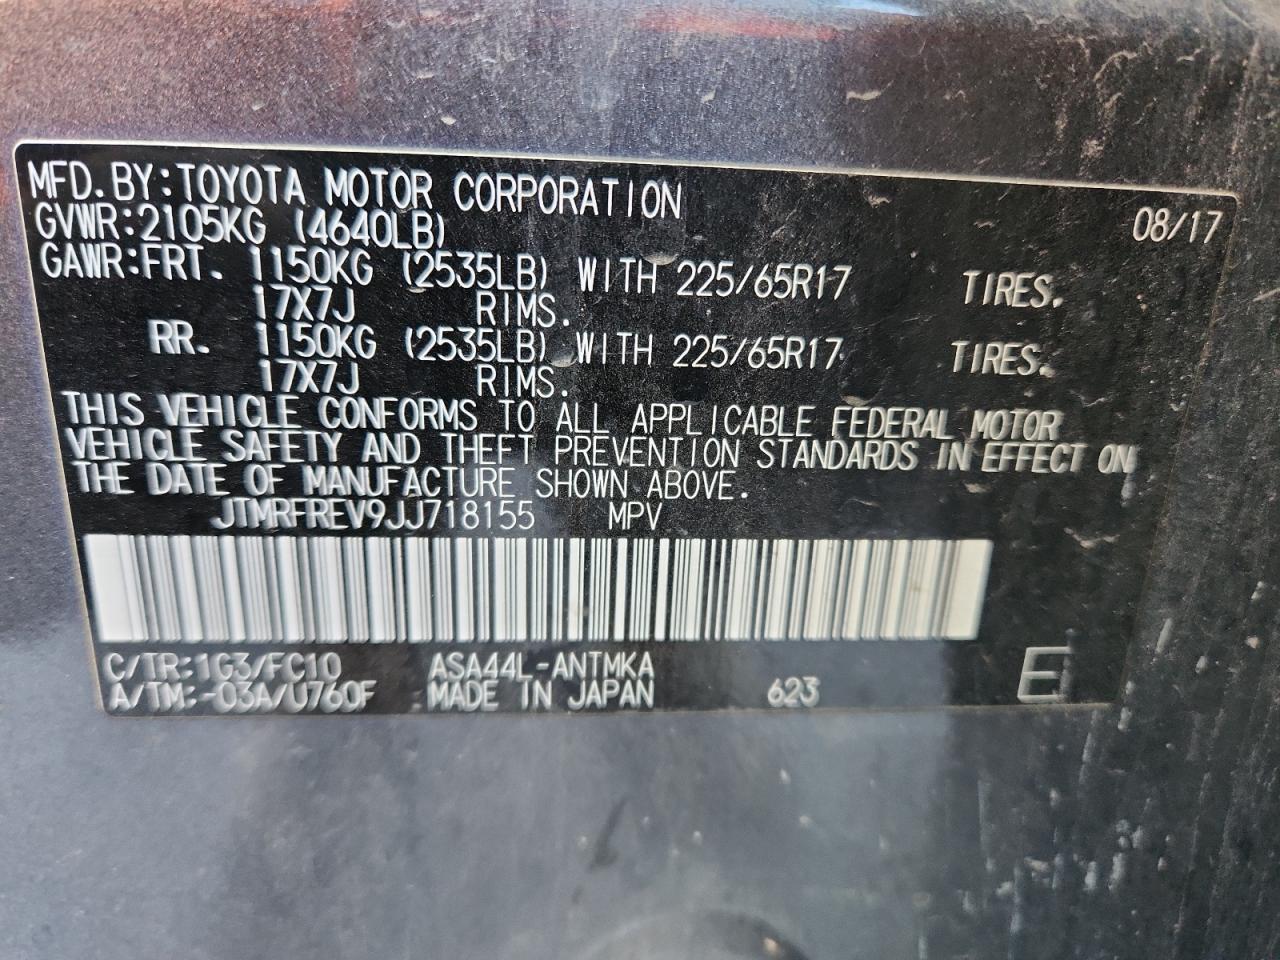 MFD.BY:TOYOTA MOTOR CORPORATION 08/17
GVWR:2105KG (4640LB)
GAWR:FRT. 1150KG (2535LB) WITH 225/65R17 TIRES.
17X7J RIMS.
RR. 1150KG (2535LB) WITH 225/65R17 TIRES.
17X7J RIMS.
THIS VEHICLE CONFORMS TO ALL APPLICABLE FEDERAL MOTOR
VEHICLE SAFETY AND THEFT PREVENTION STANDARDS IN EFFECT ON
THE DATE OF MANUFACTURE SHOWN ABOVE.
JTMRFREV9JJ718155 MPV
C/TR:1G3/FC10 ASA44L-ANTMKA
A/TM:-03A/U760F MADE IN JAPAN 623 E